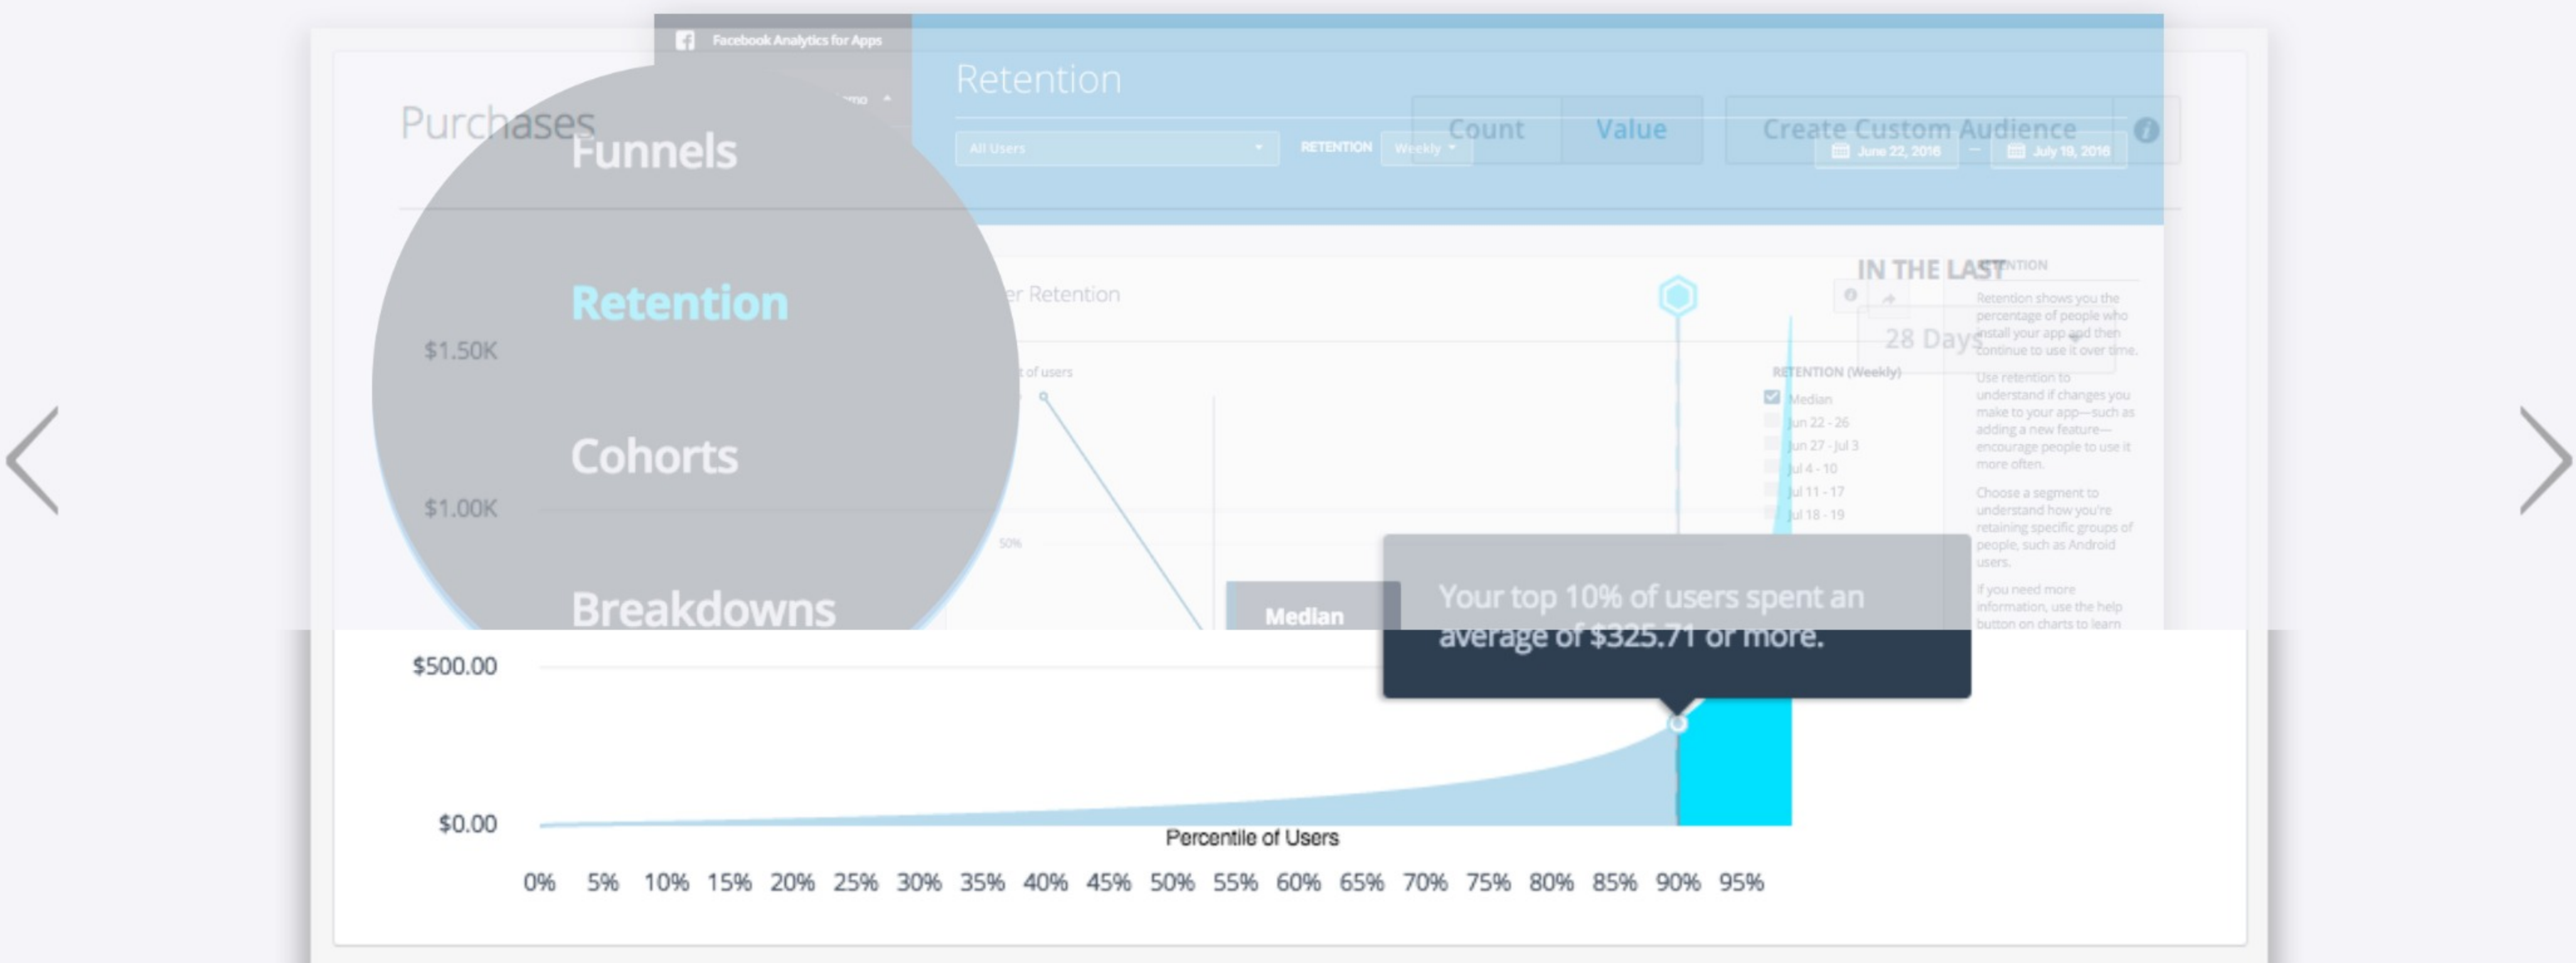 Facebook Analytics for Apps
Retention
Purchases
Count
Value
Create Custom Audience
All Users
RETENTION
Weekly
June 22, 2016
–
July 19, 2016
Funnels
Retention
Cohorts
Breakdowns
er Retention
IN THE LAST
28 Days
RETENTION (Weekly)
Median
Jun 22 - 26
Jun 27 - Jul 3
Jul 4 - 10
Jul 11 - 17
Jul 18 - 19
Retention shows you the
percentage of people who
install your app and then
continue to use it over time.
Use retention to
understand if changes you
make to your app—such as
adding a new feature—
encourage people to use it
more often.
Choose a segment to
understand how you're
retaining specific groups of
people, such as Android
users.
If you need more
information, use the help
button on charts to learn
t of users
50%
Median
Your top 10% of users spent an
average of $325.71 or more.
$1.50K
$1.00K
$500.00
$0.00
Percentile of Users
0% 5% 10% 15% 20% 25% 30% 35% 40% 45% 50% 55% 60% 65% 70% 75% 80% 85% 90% 95%